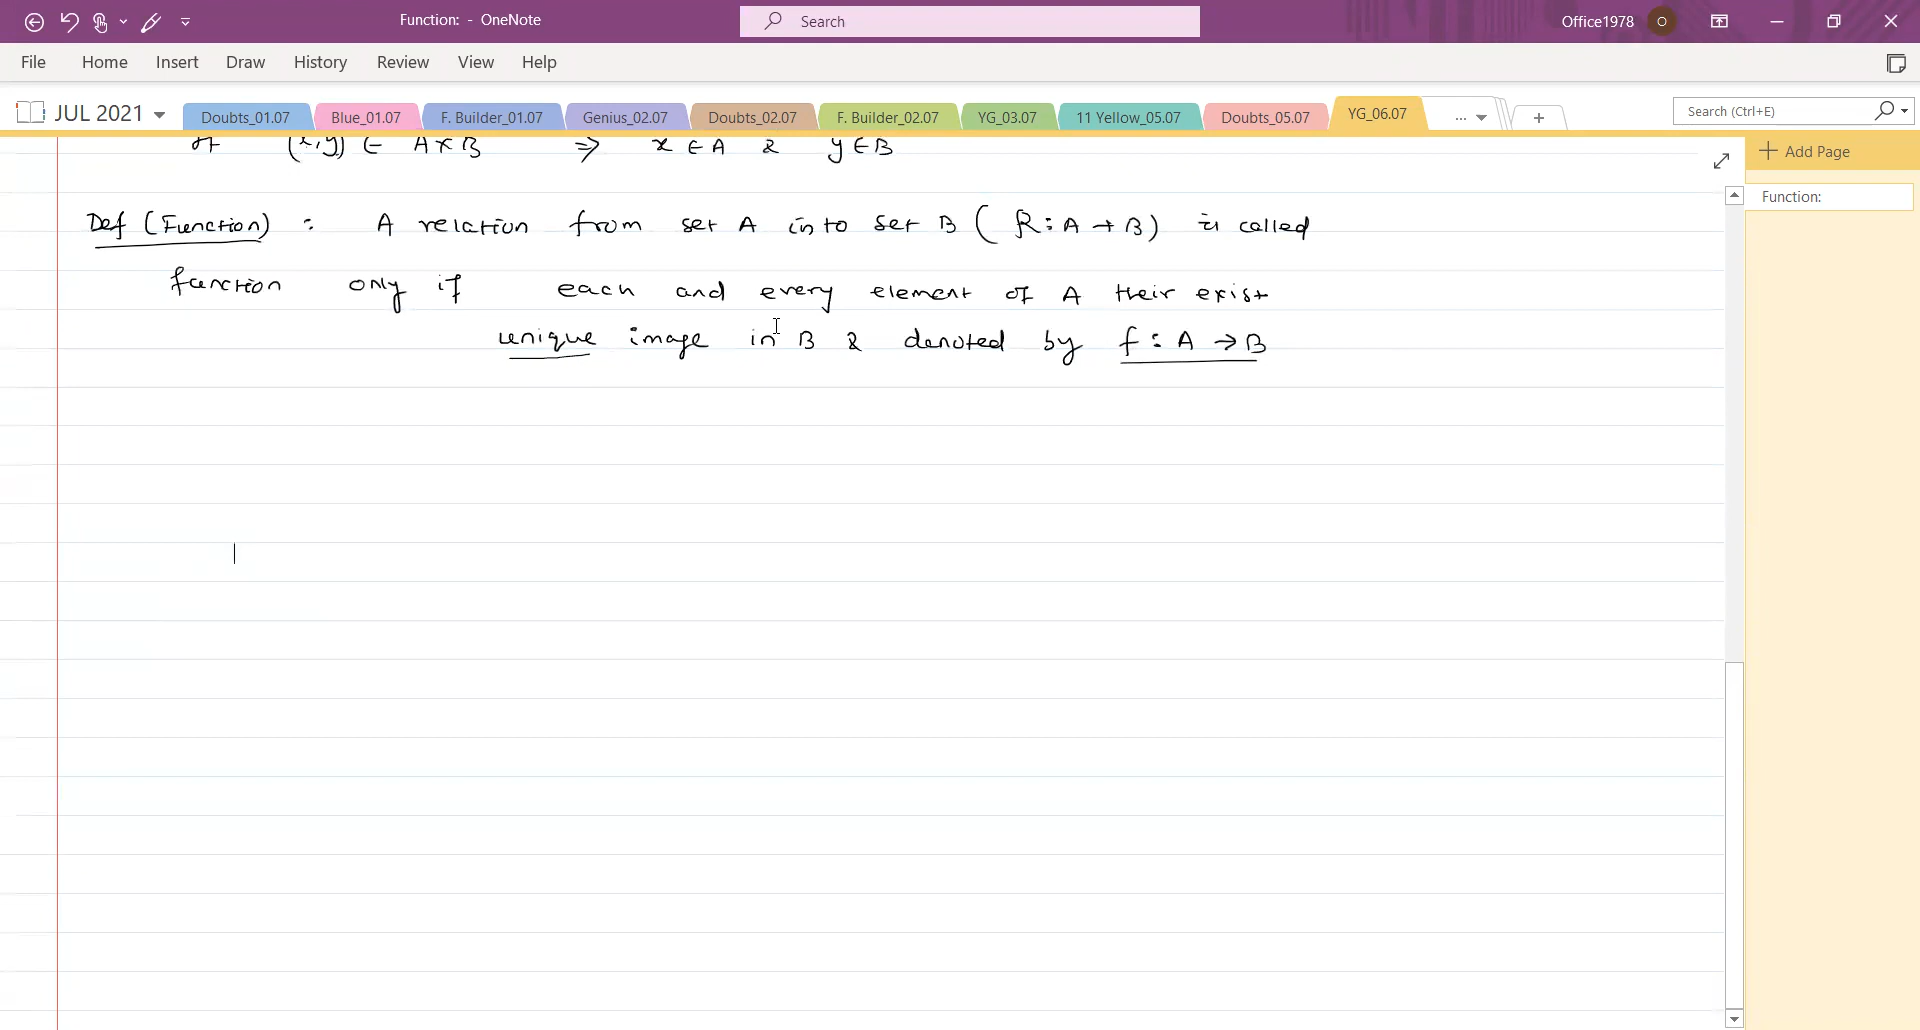 Function: - OneNote
Search
Office1978
O
File Home Insert Draw History Review View Help
JUL 2021
Doubts_01.07 Blue_01.07 F. Builder_01.07 Genius_02.07 Doubts_02.07 F. Builder_02.07 YG_03.07 11 Yellow_05.07 Doubts_05.07 YG_06.07 ... +
Search (Ctrl+E)
Add Page
Function:
(x,y) ∈ A×B ⇒ x ∈ A & y ∈ B
Def (Function) : A relation from set A into set B ( R : A → B) is called
function only if each and every element of A their exist
unique image in B & denoted by f : A → B